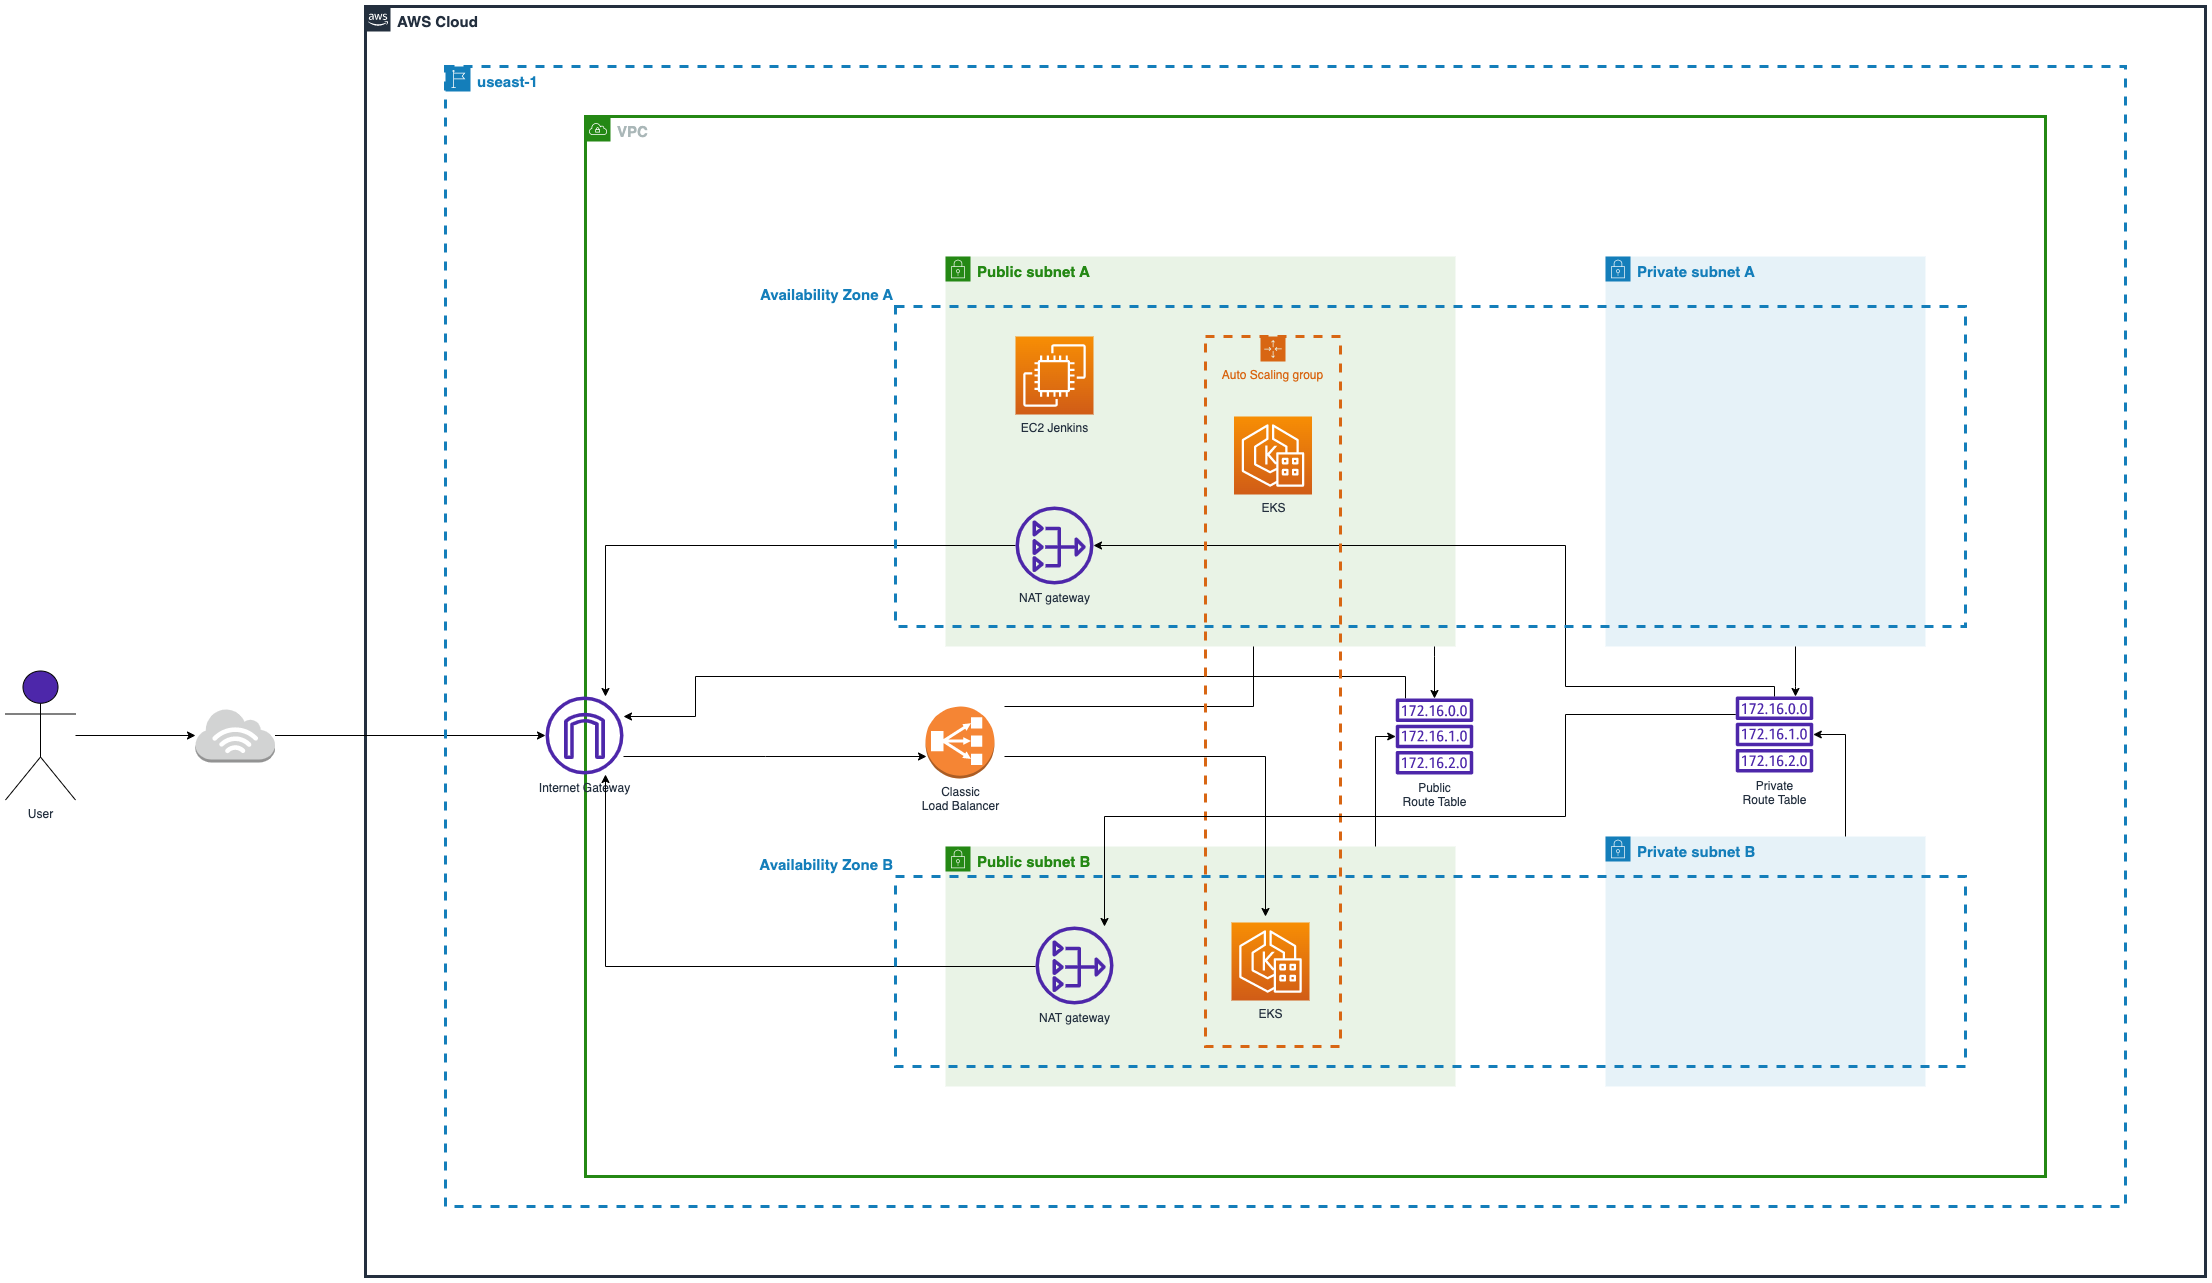 aws
AWS Cloud
useast-1
VPC
Public subnet A
Private subnet A
Availability Zone A
Auto Scaling group
EC2 Jenkins
EKS
NAT gateway
172.16.0.0
172.16.1.0
172.16.2.0
Public
Route Table
172.16.0.0
172.16.1.0
172.16.2.0
Private
Route Table
User
Internet Gateway
Classic
Load Balancer
Availability Zone B
Public subnet B
Private subnet B
NAT gateway
EKS